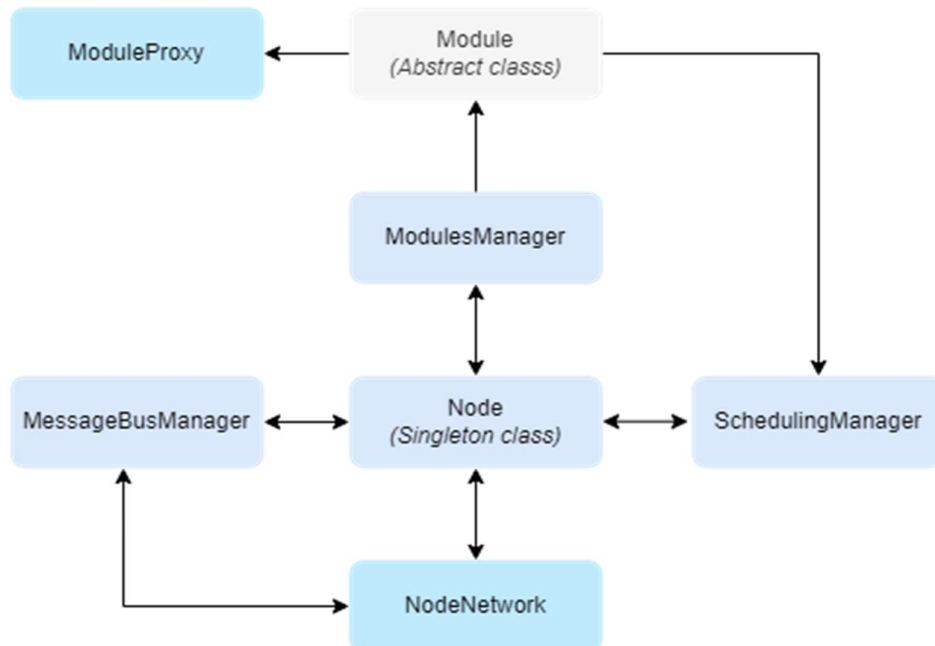 ModuleProxy
Module
(Abstract classs)
ModulesManager
MessageBusManager
Node
(Singleton class)
SchedulingManager
NodeNetwork